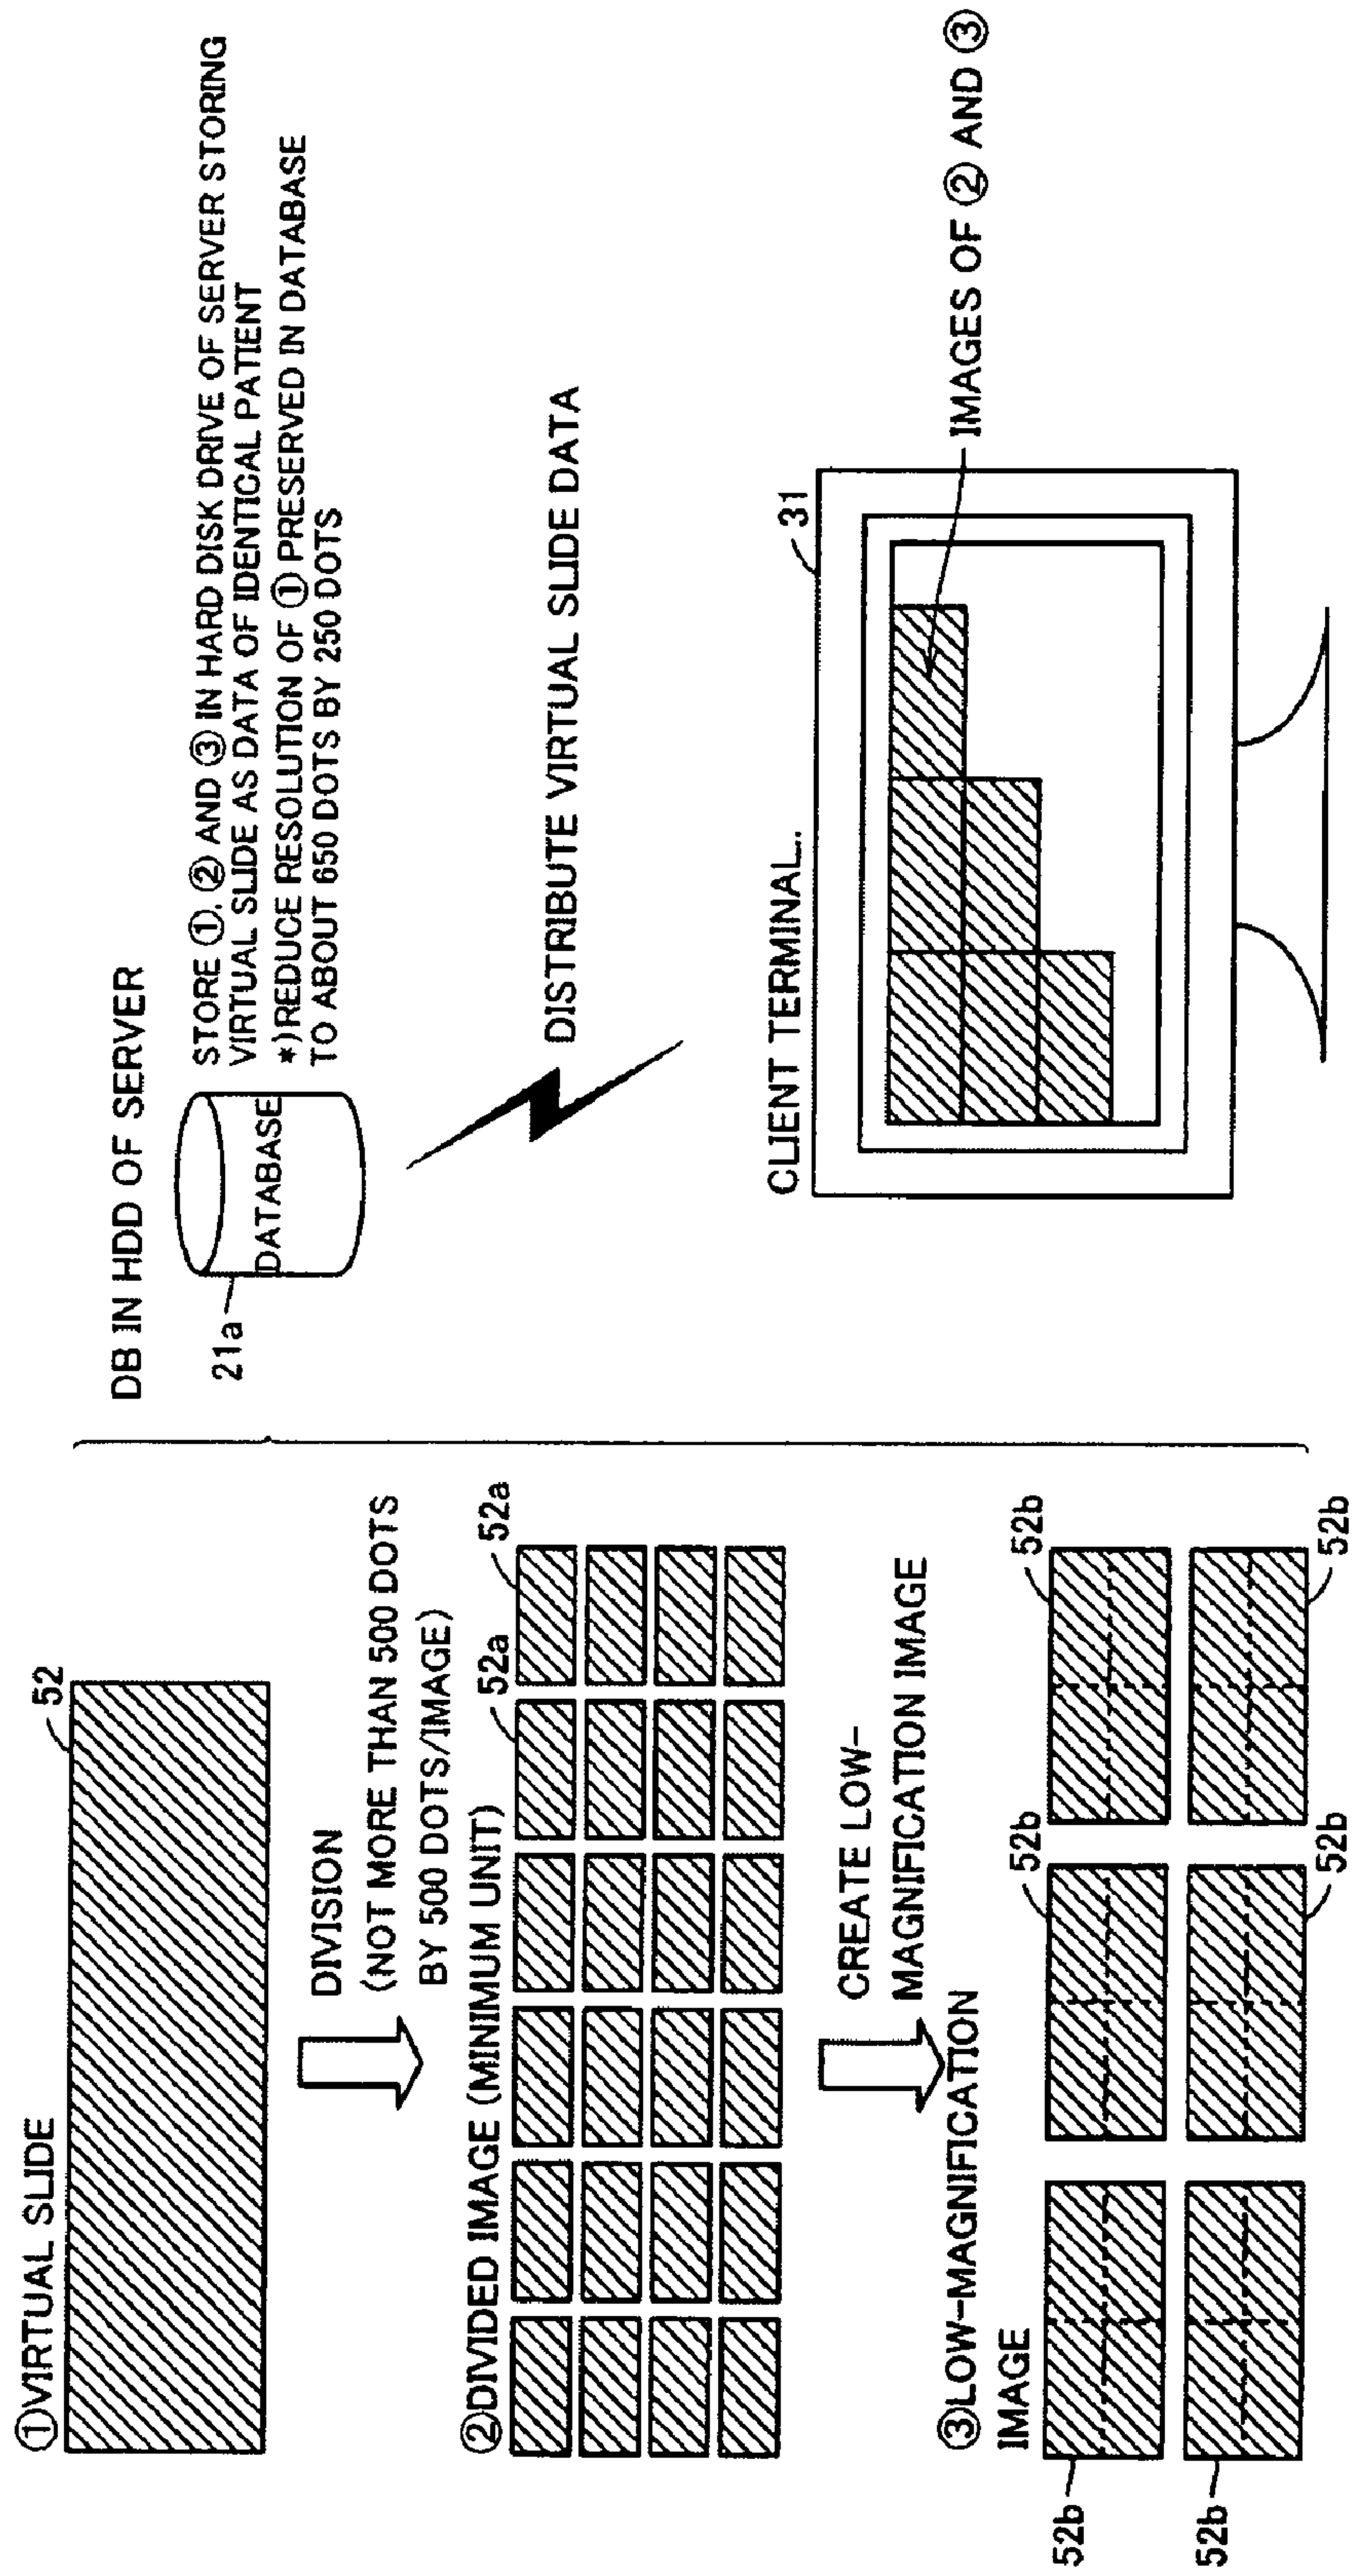 ①VIRTUAL SLIDE
52
DIVISION
(NOT MORE THAN 500 DOTS
BY 500 DOTS/IMAGE)
②DIVIDED IMAGE (MINIMUM UNIT)
52a
52a
CREATE LOW-
MAGNIFICATION IMAGE
③LOW-MAGNIFICATION
IMAGE
52b
52b
52b
52b
52b
52b
DB IN HDD OF SERVER
21a
DATABASE
STORE ①. ② AND ③ IN HARD DISK DRIVE OF SERVER STORING
VIRTUAL SLIDE AS DATA OF IDENTICAL PATIENT
*)REDUCE RESOLUTION OF ① PRESERVED IN DATABASE
TO ABOUT 650 DOTS BY 250 DOTS
DISTRIBUTE VIRTUAL SLIDE DATA
CLIENT TERMINAL..
31
IMAGES OF ② AND ③